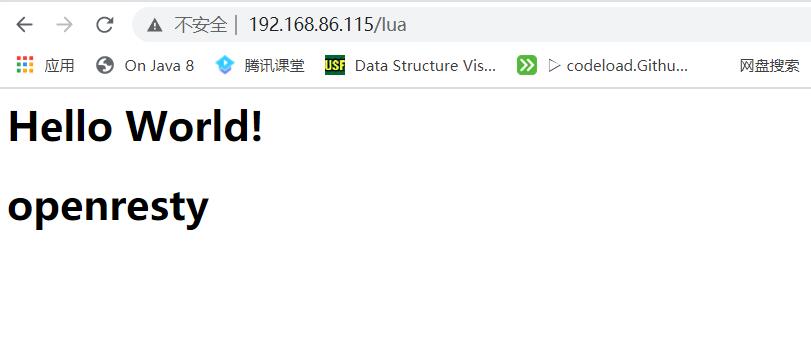 不安全 | 192.168.86.115/lua
应用 On Java 8 腾讯课堂 USF Data Structure Vis... ▷ codeload.Githu... 网盘搜索
Hello World!
openresty